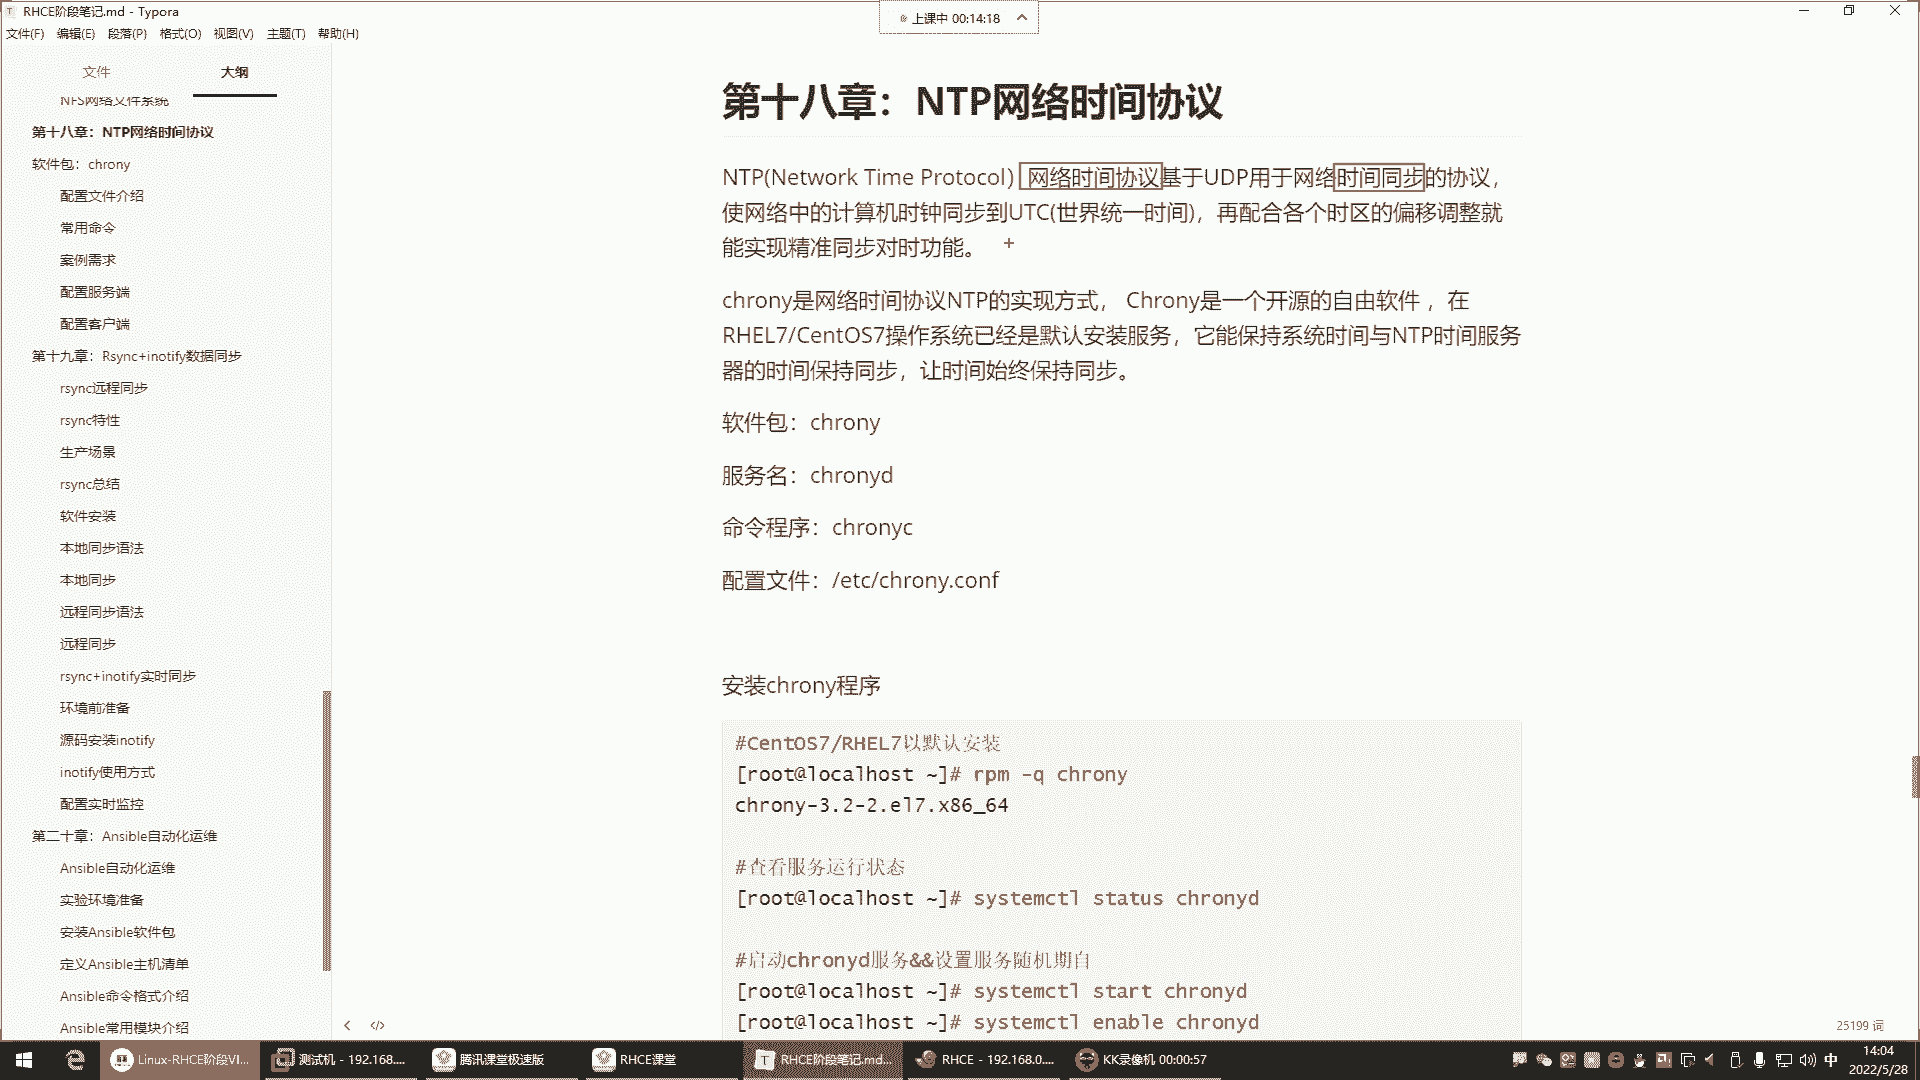 RHCE阶段笔记.md - Typora
上课中 00:14:18
文件(F) 编辑(E) 段落(P) 格式(O) 视图(V) 主题(T) 帮助(H)
文件 大纲
NFS网络文件系统
第十八章：NTP网络时间协议
软件包：chrony
配置文件介绍
常用命令
案例需求
配置服务端
配置客户端
第十九章：Rsync+inotify数据同步
rsync远程同步
rsync特性
生产场景
rsync总结
软件安装
本地同步语法
本地同步
远程同步语法
远程同步
rsync+inotify实时同步
环境前准备
源码安装inotify
inotify使用方式
配置实时监控
第二十章：Ansible自动化运维
Ansible自动化运维
实验环境准备
安装Ansible软件包
定义Ansible主机清单
Ansible命令格式介绍
Ansible常用模块介绍
第十八章：NTP网络时间协议
NTP(Network Time Protocol) 网络时间协议基于UDP用于网络时间同步的协议，
使网络中的计算机时钟同步到UTC(世界统一时间)，再配合各个时区的偏移调整就
能实现精准同步对时功能。
chrony是网络时间协议NTP的实现方式， Chrony是一个开源的自由软件 ，在
RHEL7/CentOS7操作系统已经是默认安装服务，它能保持系统时间与NTP时间服务
器的时间保持同步，让时间始终保持同步。
软件包：chrony
服务名：chronyd
命令程序：chronyc
配置文件：/etc/chrony.conf
安装chrony程序
#CentOS7/RHEL7以默认安装
[root@localhost ~]# rpm -q chrony
chrony-3.2-2.el7.x86_64
#查看服务运行状态
[root@localhost ~]# systemctl status chronyd
#启动chronyd服务&&设置服务随机期自
[root@localhost ~]# systemctl start chronyd
[root@localhost ~]# systemctl enable chronyd
25199 词
Linux-RHCE阶段VI... 测试机 - 192.168.... 腾讯课堂极速版 RHCE课堂 RHCE阶段笔记.md... RHCE - 192.168.0.... KK录像机 00:00:57 中 14:04
2022/5/28